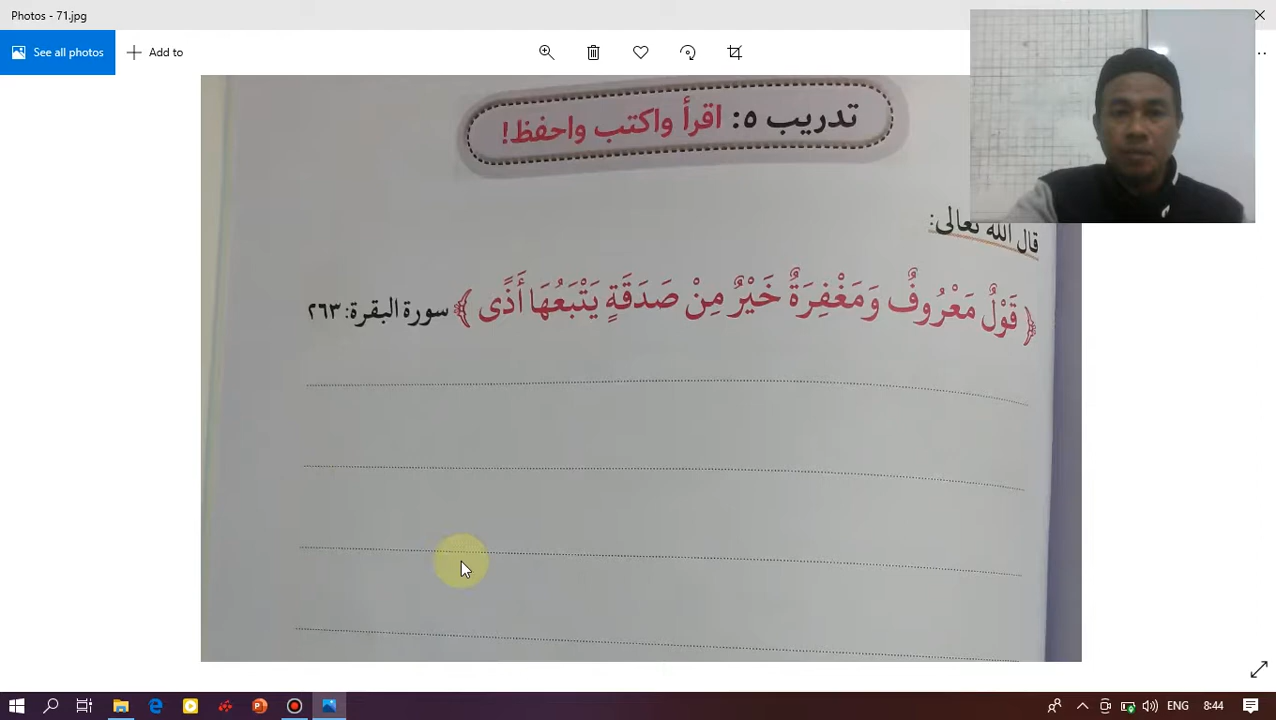 Photos - 71.jpg
See all photos
Add to
تدريب ٥: اقرأ واكتب واحفظ!
قال الله تعالى:
﴿ قَوْلٌ مَعْرُوفٌ وَمَغْفِرَةٌ خَيْرٌ مِنْ صَدَقَةٍ يَتْبَعُهَا أَذًى ﴾ سورة البقرة: ٢٦٣
ENG
8:44